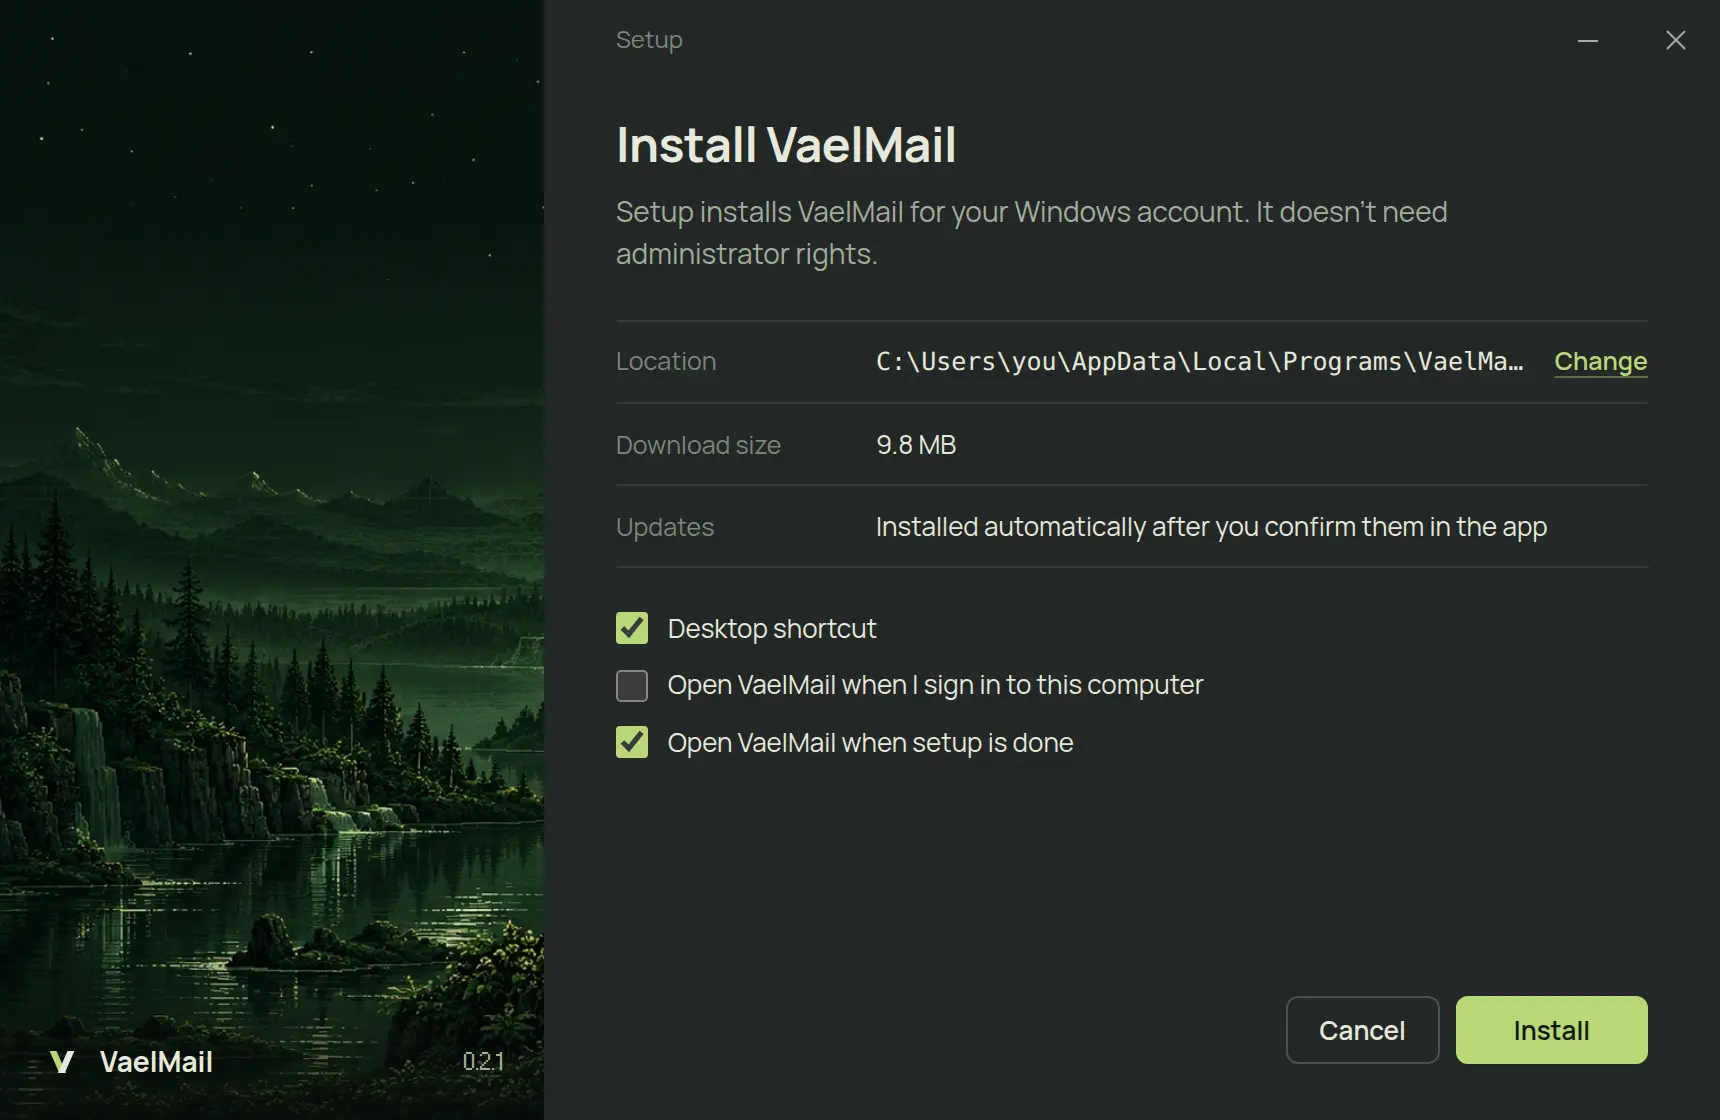 Setup
Install VaelMail
Setup installs VaelMail for your Windows account. It doesn’t need
administrator rights.
Location C:\Users\you\AppData\Local\Programs\VaelMa… Change
Download size 9.8 MB
Updates Installed automatically after you confirm them in the app
Desktop shortcut
Open VaelMail when I sign in to this computer
Open VaelMail when setup is done
Cancel Install
VaelMail 0.2.1